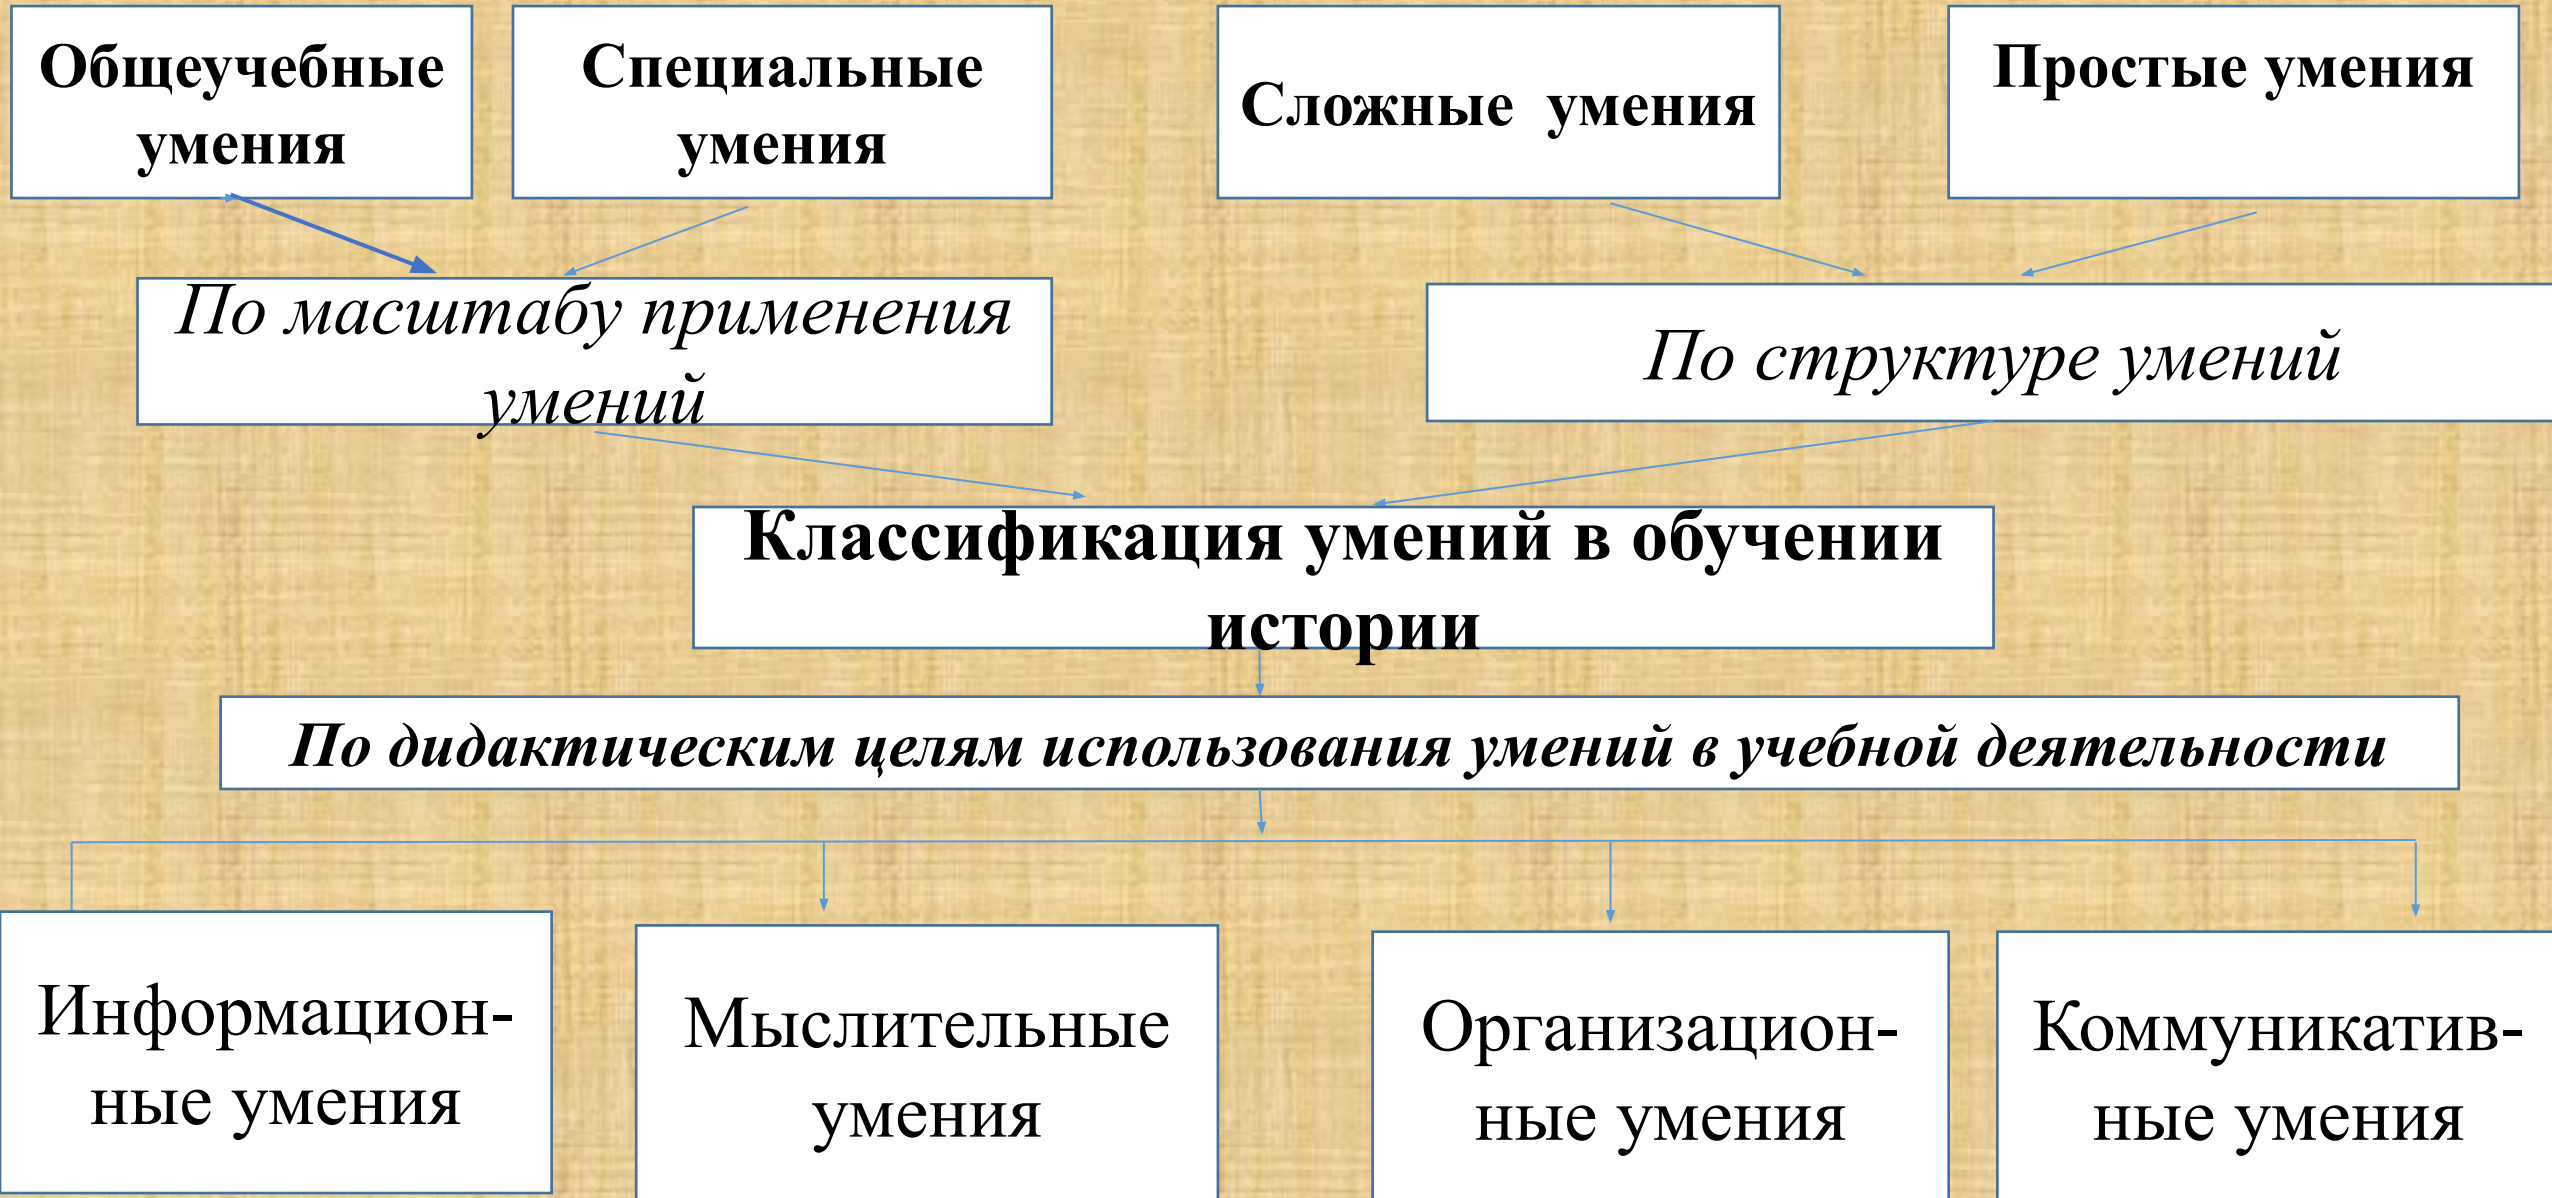 Общеучебные
умения
Специальные
умения
Сложные умения
Простые умения
По масштабу применения
умений
По структуре умений
Классификация умений в обучении
истории
По дидактическим целям использования умений в учебной деятельности
Информацион-
ные умения
Мыслительные
умения
Организацион-
ные умения
Коммуникатив-
ные умения